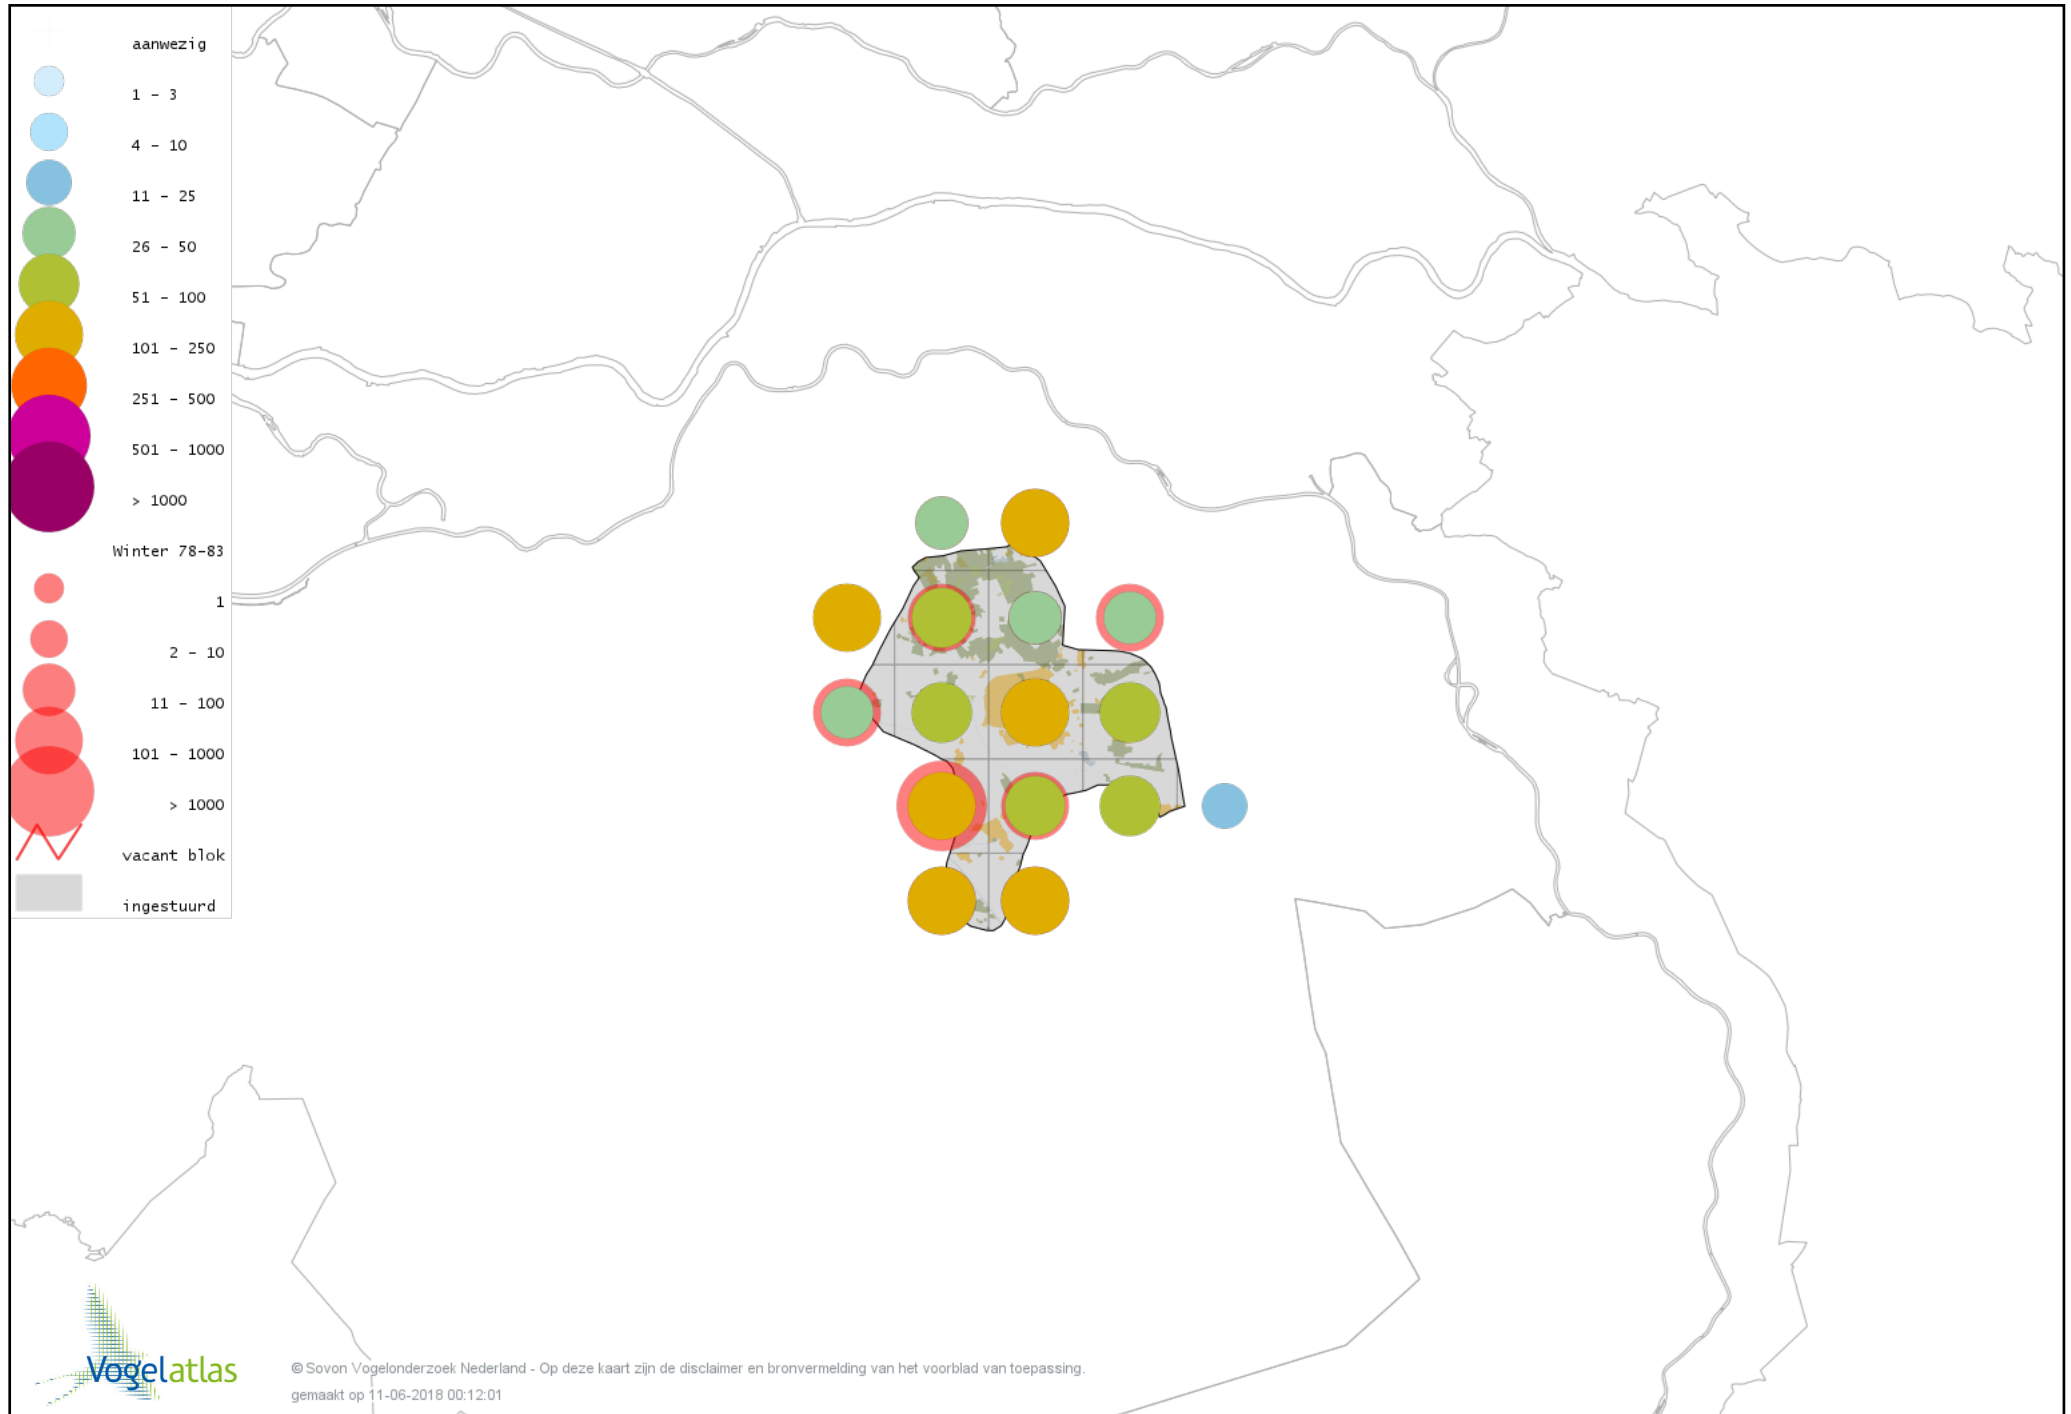 aanwezig
1 - 3
4 - 10
11 - 25
26 - 50
51 - 100
101 - 250
251 - 500
501 - 1000
> 1000
Winter 78-83
1
2 - 10
11 - 100
101 - 1000
> 1000
vacant blok
ingestuurd
Vogelatlas
© Sovon Vogelonderzoek Nederland - Op deze kaart zijn de disclaimer en bronvermelding van het voorblad van toepassing.
gemaakt op 11-06-2018 00:12:01